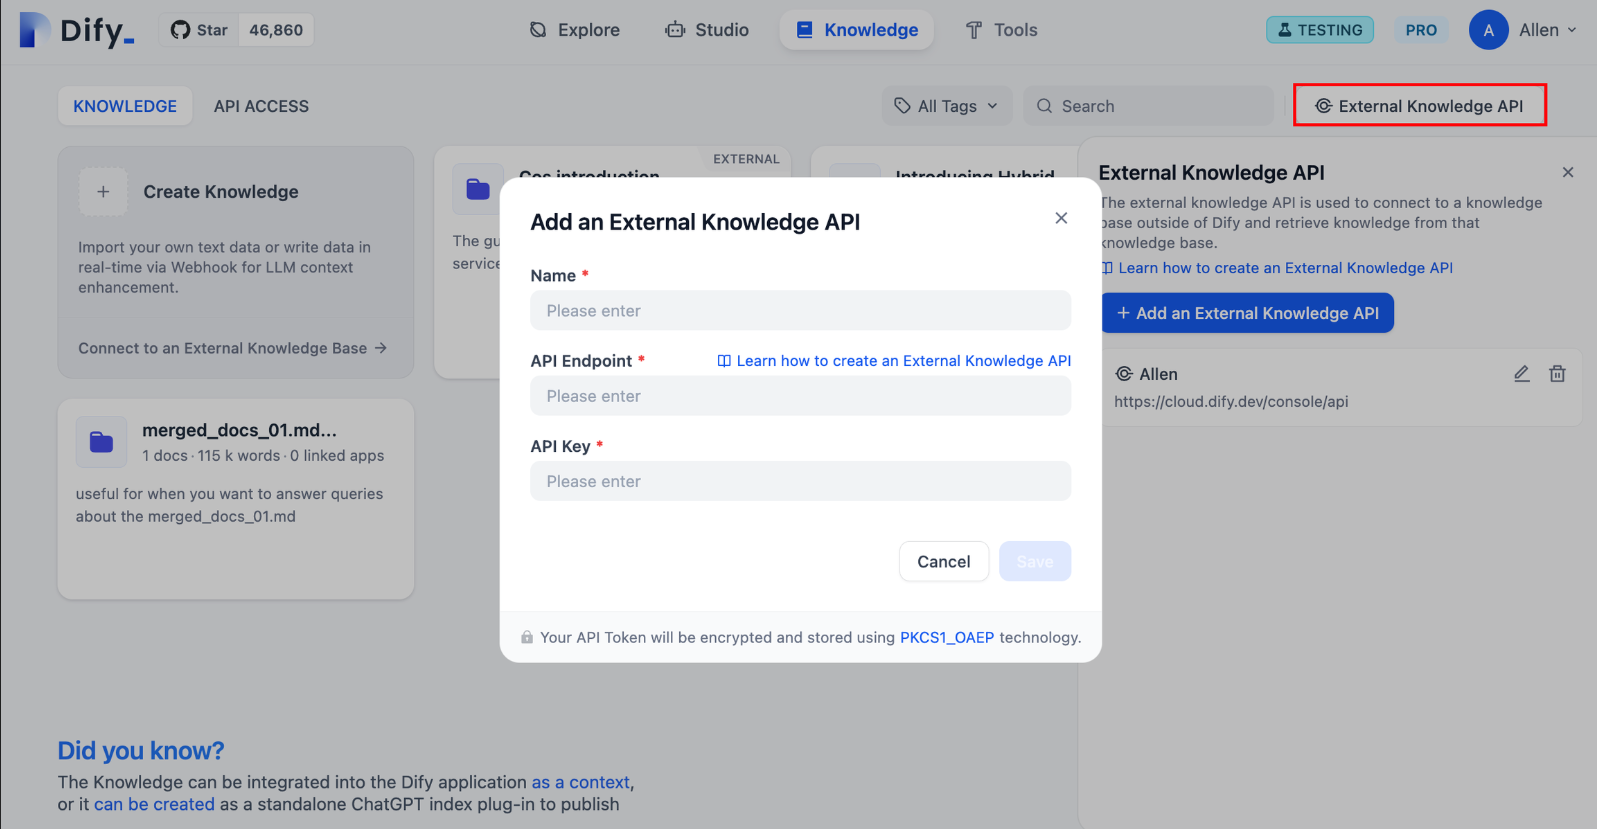 Dify_
Star 46,860
Explore
Studio
Knowledge
Tools
TESTING
PRO
A
Allen
KNOWLEDGE
API ACCESS
All Tags
Search
External Knowledge API
Create Knowledge
Import your own text data or write data in
real-time via Webhook for LLM context
enhancement.
Connect to an External Knowledge Base →
EXTERNAL
Introducing Hybrid
The gu
service
merged_docs_01.md...
1 docs · 115 k words · 0 linked apps
useful for when you want to answer queries
about the merged_docs_01.md
Add an External Knowledge API
Name *
Please enter
API Endpoint *
Learn how to create an External Knowledge API
Please enter
API Key *
Please enter
Cancel
Save
Your API Token will be encrypted and stored using PKCS1_OAEP technology.
External Knowledge API
The external knowledge API is used to connect to a knowledge
base outside of Dify and retrieve knowledge from that
knowledge base.
Learn how to create an External Knowledge API
+ Add an External Knowledge API
Allen
https://cloud.dify.dev/console/api
Did you know?
The Knowledge can be integrated into the Dify application as a context,
or it can be created as a standalone ChatGPT index plug-in to publish